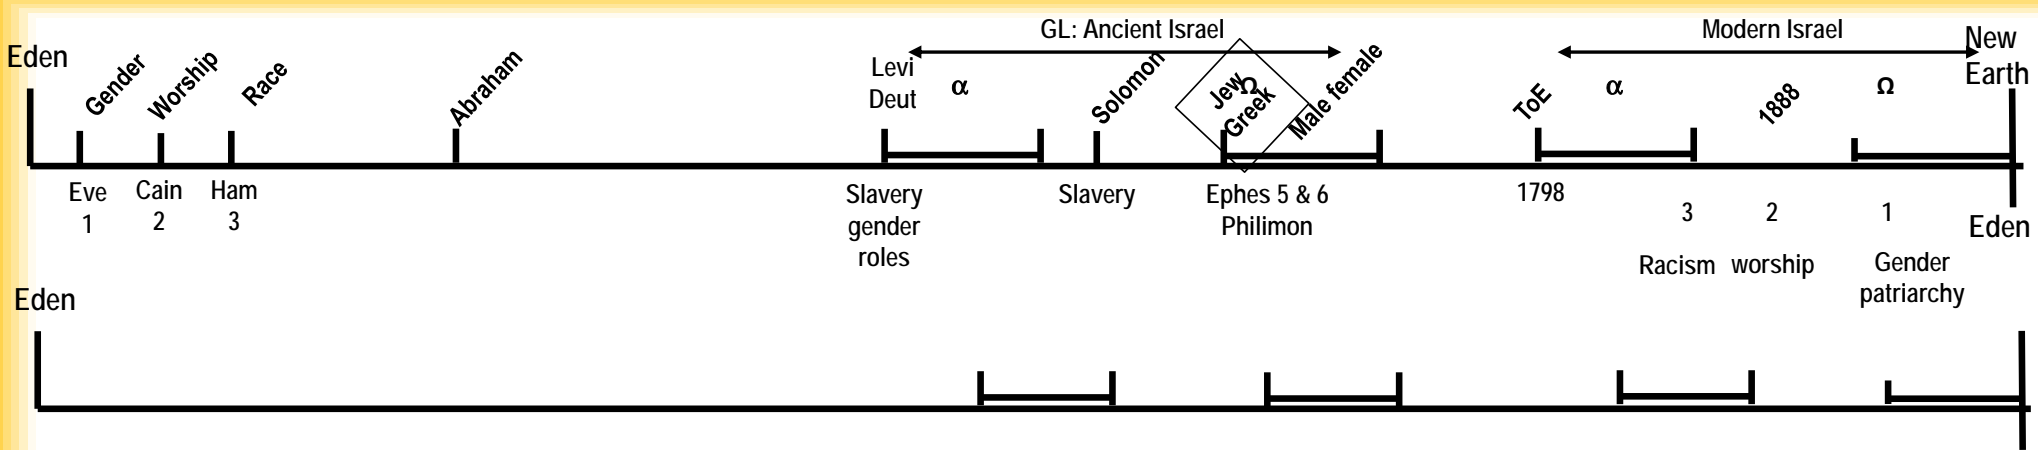 GL: Ancient Israel
Modern Israel
Eden
Gender
Worship
Race
Abraham
Levi
Deut
α
Solomon
Jew
Greek
Ω
Male female
ToE
α
1888
Ω
New
Earth
Eve
1
Cain
2
Ham
3
Slavery
gender
roles
Slavery
Ephes 5 & 6
Philimon
1798
3
2
1
Eden
Racism
worship
Gender
patriarchy
Eden